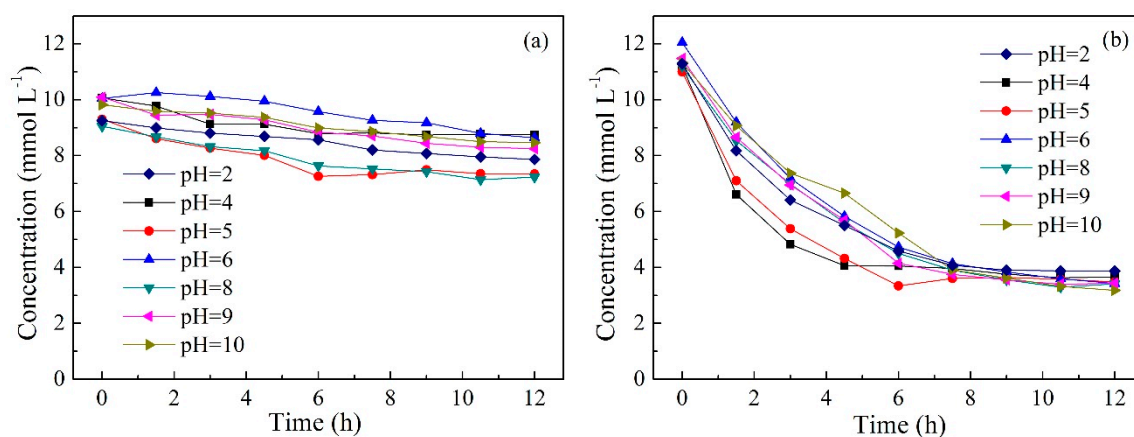 (a)
Concentration (mmol L⁻¹)
12
10
8
6
4
2
0
pH=2
pH=4
pH=5
pH=6
pH=8
pH=9
pH=10
0 2 4 6 8 10 12
Time (h)
(b)
Concentration (mmol L⁻¹)
12
10
8
6
4
2
0
pH=2
pH=4
pH=5
pH=6
pH=8
pH=9
pH=10
0 2 4 6 8 10 12
Time (h)